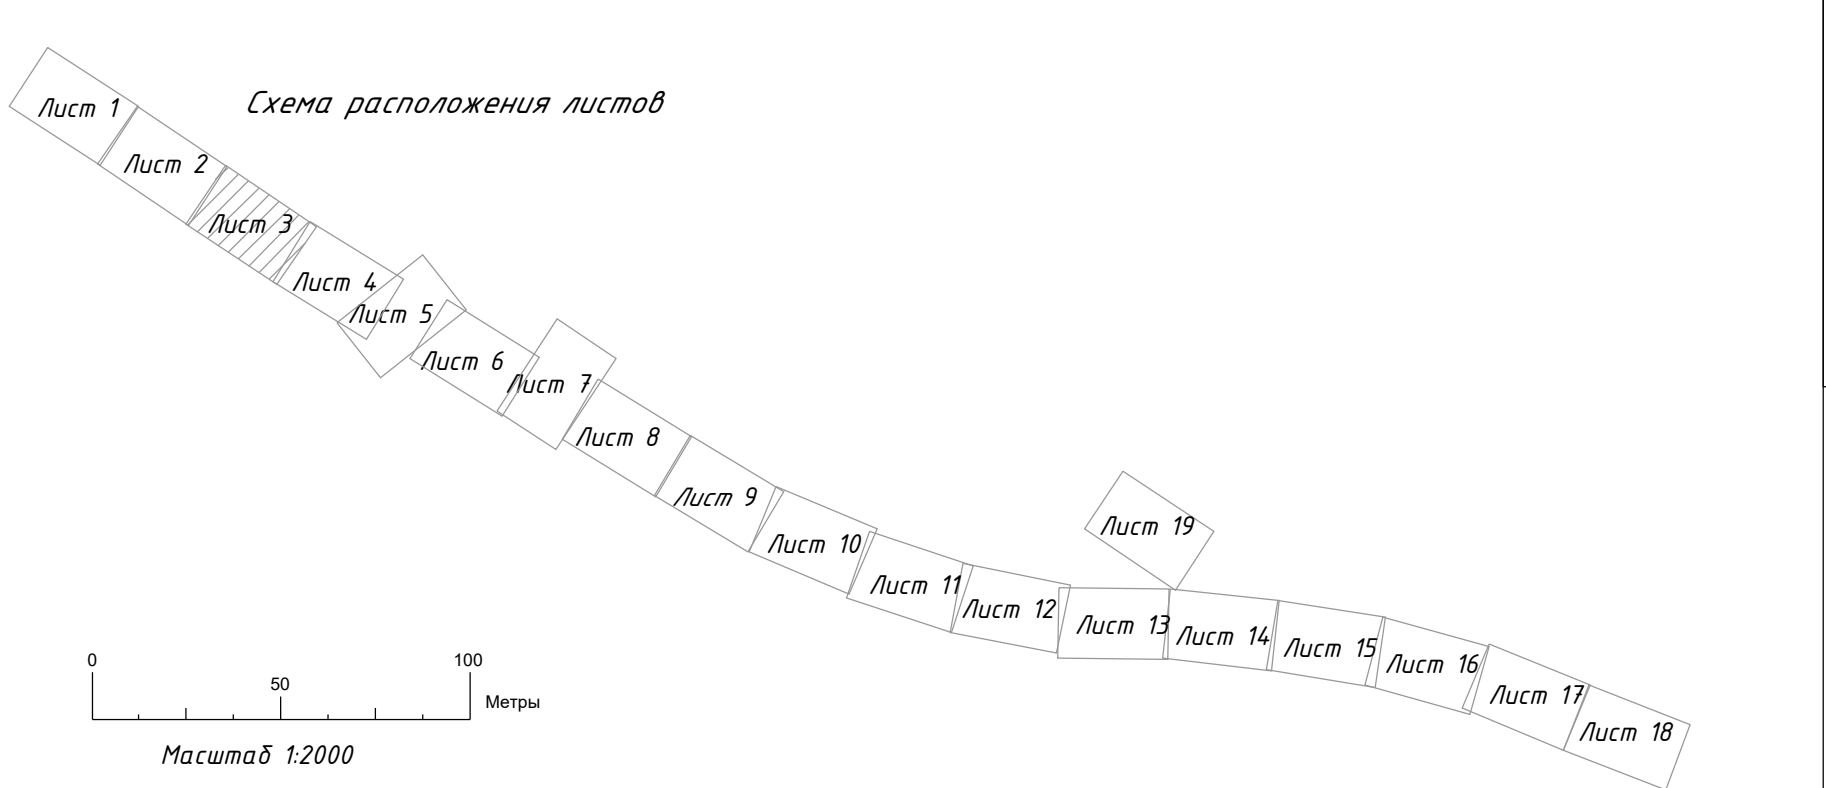 Схема расположения листов
Лист 1
Лист 2
Лист 3
Лист 4
Лист 5
Лист 6
Лист 7
Лист 8
Лист 9
Лист 10
Лист 11
Лист 12
Лист 13
Лист 19
Лист 14
Лист 15
Лист 16
Лист 17
Лист 18
0
50
100
Метры
Масштаб 1:2000